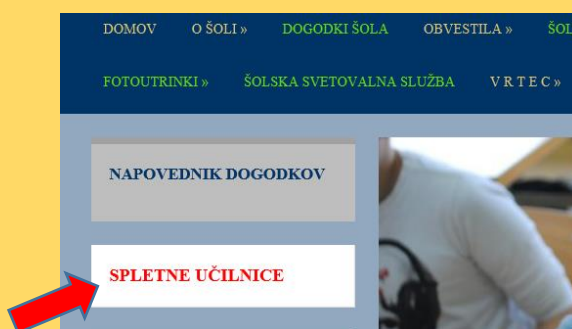 DOMOV O ŠOLI » DOGODKI ŠOLA OBVESTILA »
FOTOUTRINKI » ŠOLSKA SVETOVALNA SLUŽBA V R T E C »
NAPOVEDNIK DOGODKOV
SPLETNE UČILNICE